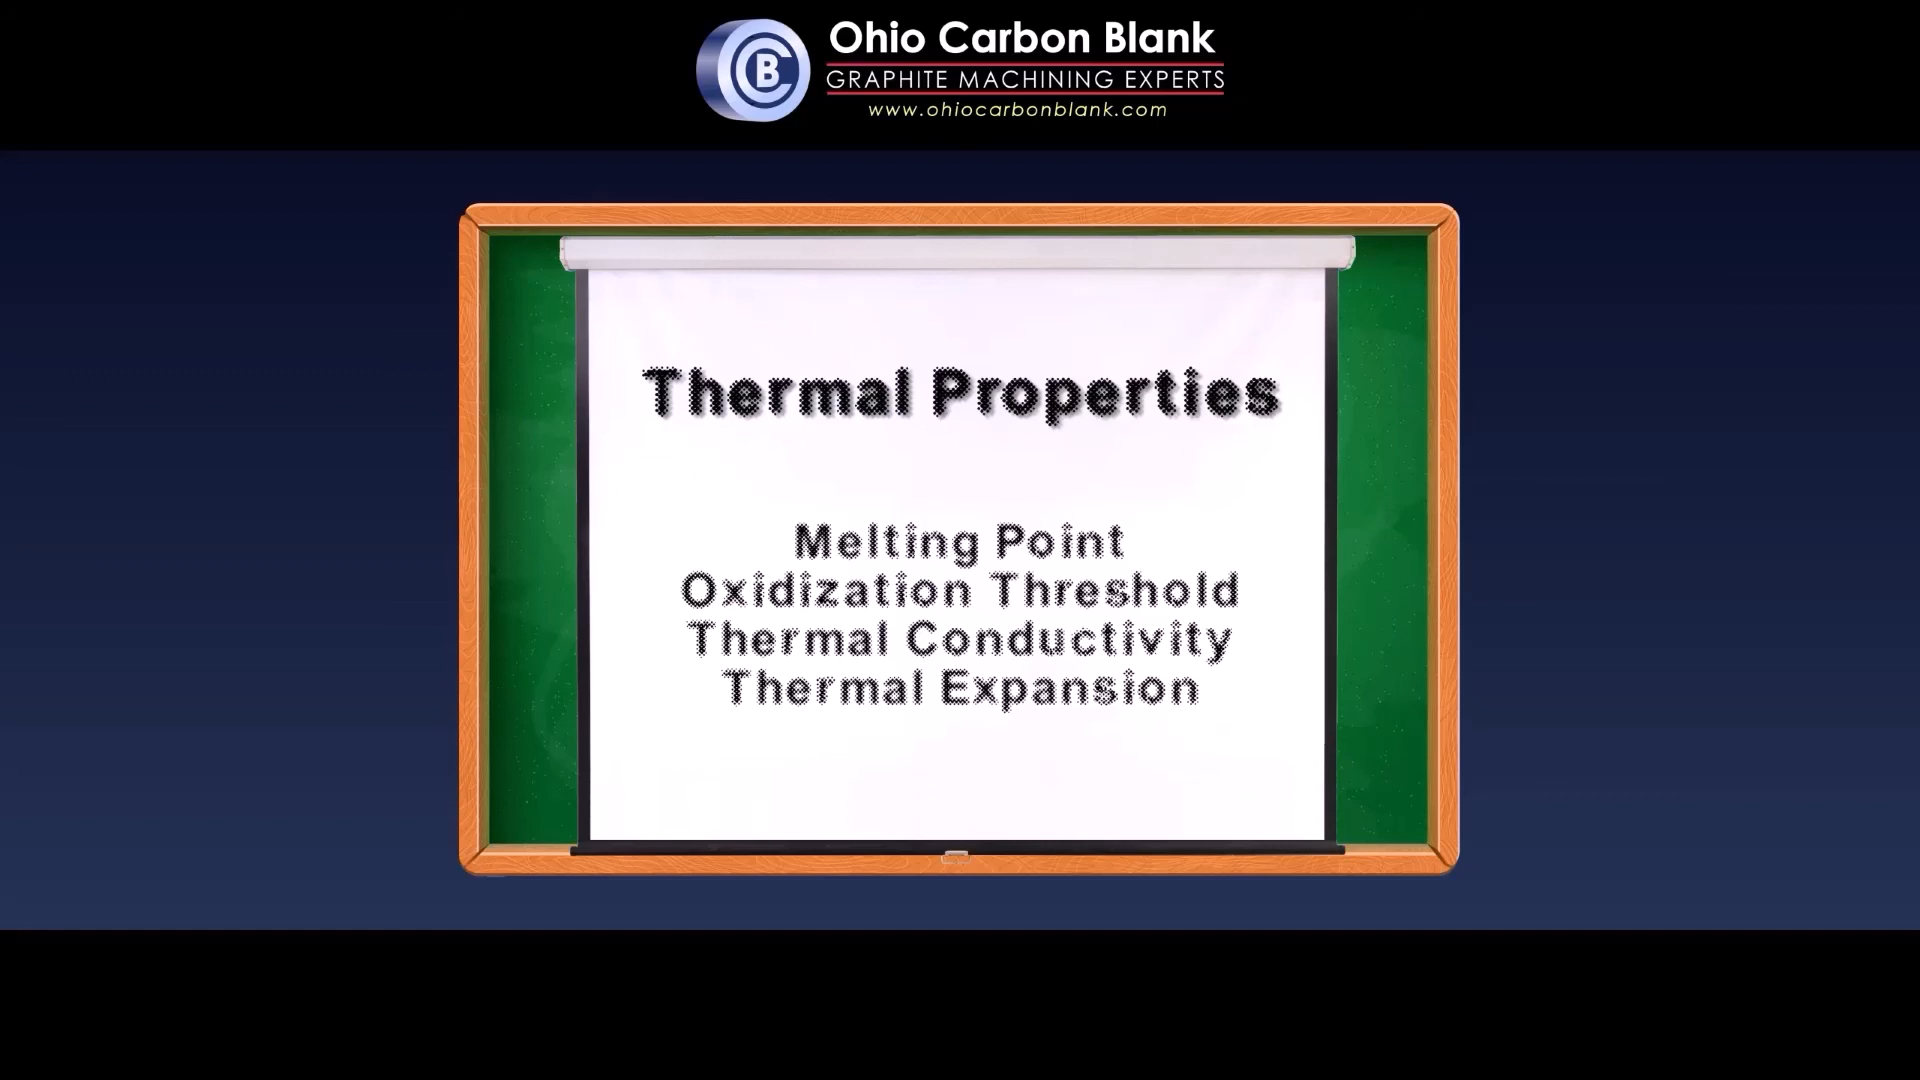 Ohio Carbon Blank
GRAPHITE MACHINING EXPERTS
www.ohiocarbonblank.com
Thermal Properties
Melting Point
Oxidization Threshold
Thermal Conductivity
Thermal Expansion